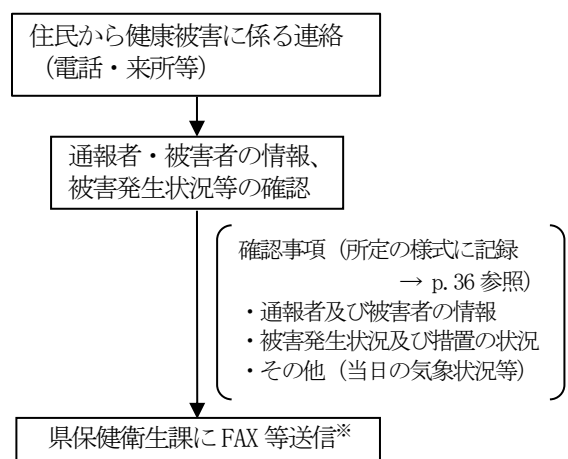 住民から健康被害に係る連絡
（電話・来所等）
通報者・被害者の情報、
被害発生状況等の確認
確認事項（所定の様式に記録
→ p.36 参照）
・通報者及び被害者の情報
・被害発生状況及び措置の状況
・その他（当日の気象状況等）
県保健衛生課に FAX 等送信※